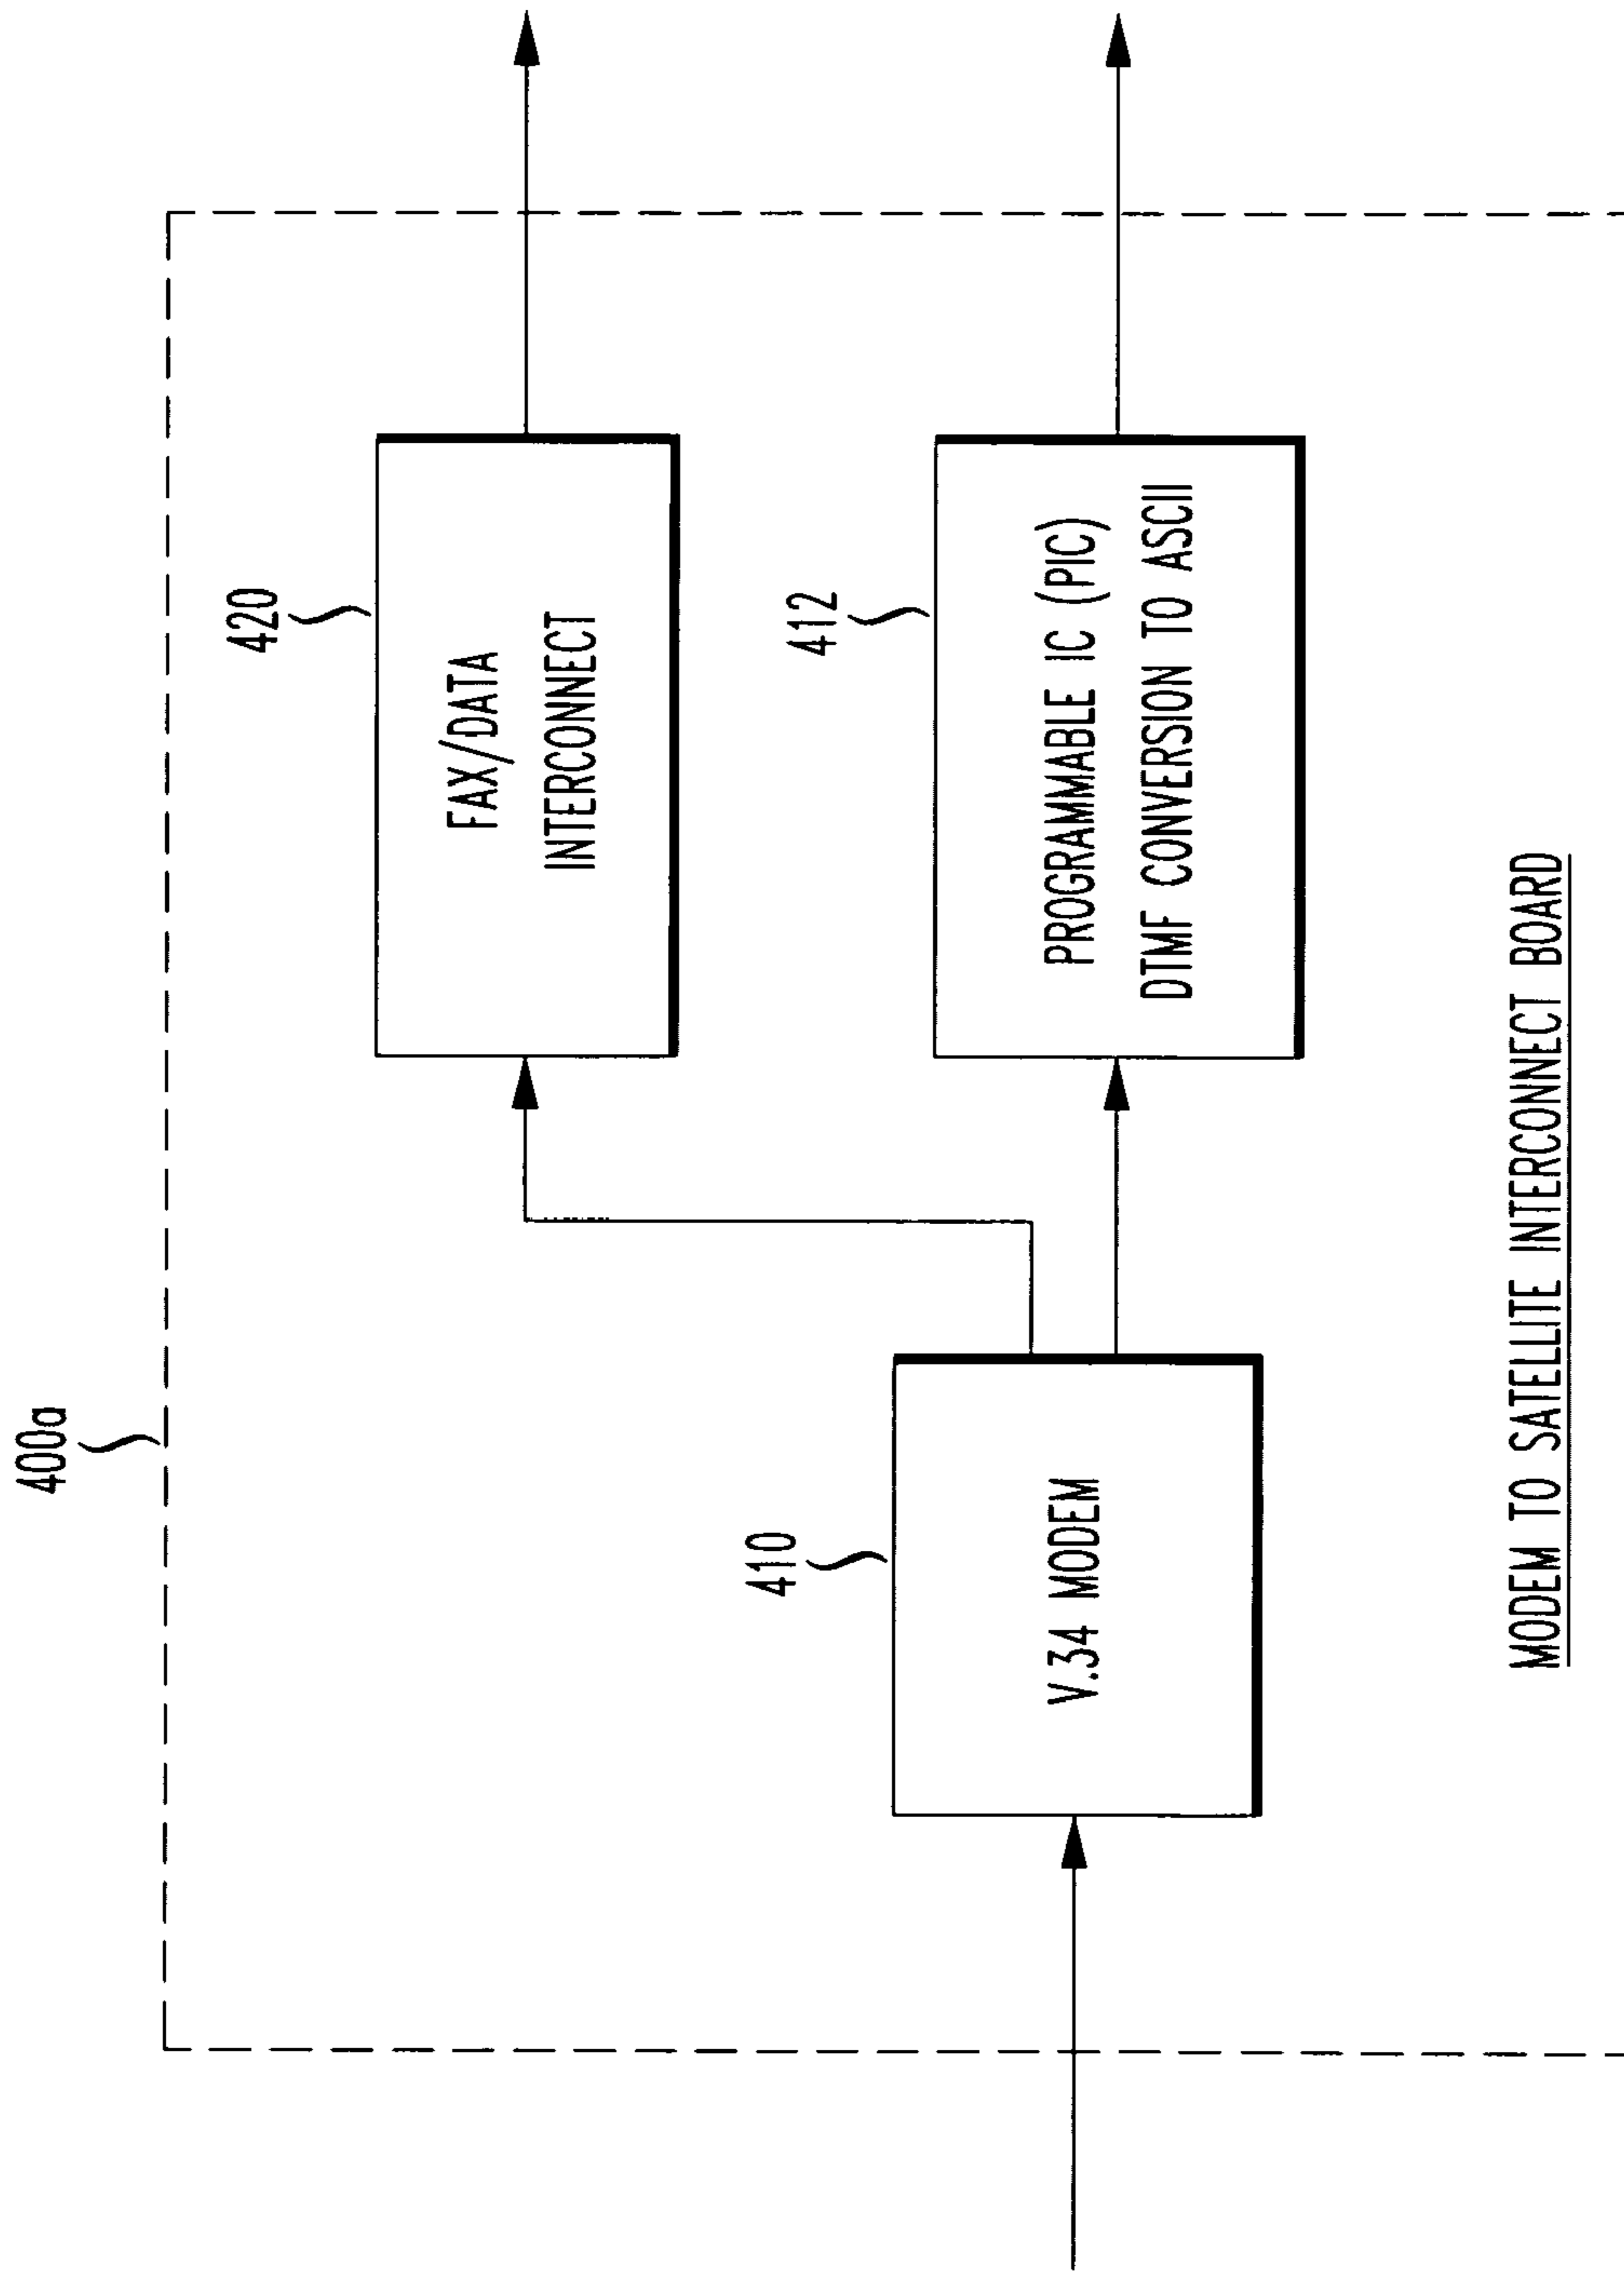 400a
420
FAX/DATA
INTERCONNECT
410
V.34 MODEM
412
PROGRAMMABLE IC (PIC)
DTMF CONVERSION TO ASCII
MODEM TO SATELLITE INTERCONNECT BOARD